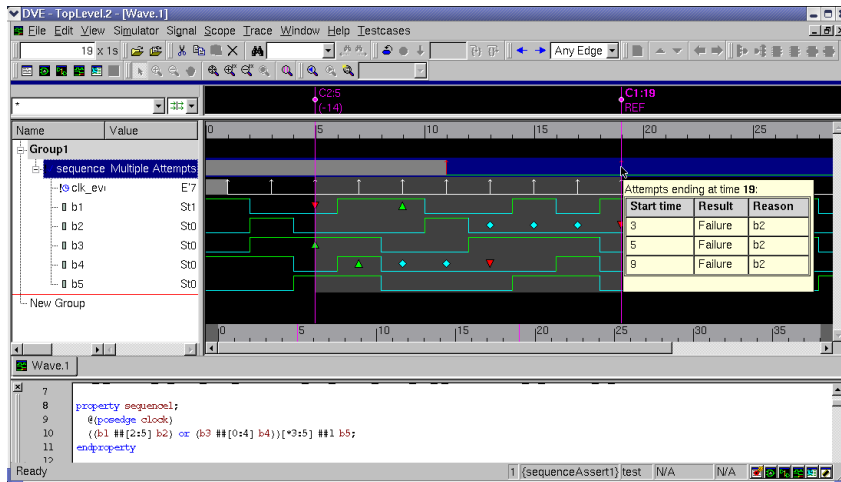 DVE - TopLevel.2 - [Wave.1]
File Edit View Simulator Signal Scope Trace Window Help Testcases
19 x 1s Any Edge
C2:5 C1:19
(-14) REF
*
Name Value 0 5 10 15 20 25
Group1
sequence Multiple Attempts
clk_ev E'7
b1 St1
b2 St0
b3 St0
b4 St0
b5 St0
New Group
Attempts ending at time 19:
Start time Result Reason
3 Failure b2
5 Failure b2
9 Failure b2
0 5 10 15 20 25 30 35
Wave.1
7
8 property sequence1;
9 @(posedge clock)
10 ((b1 ##[2:5] b2) or (b3 ##[0:4] b4))[*3:5] ##1 b5;
11 endproperty
12
Ready 1 {sequenceAssert1} test N/A N/A